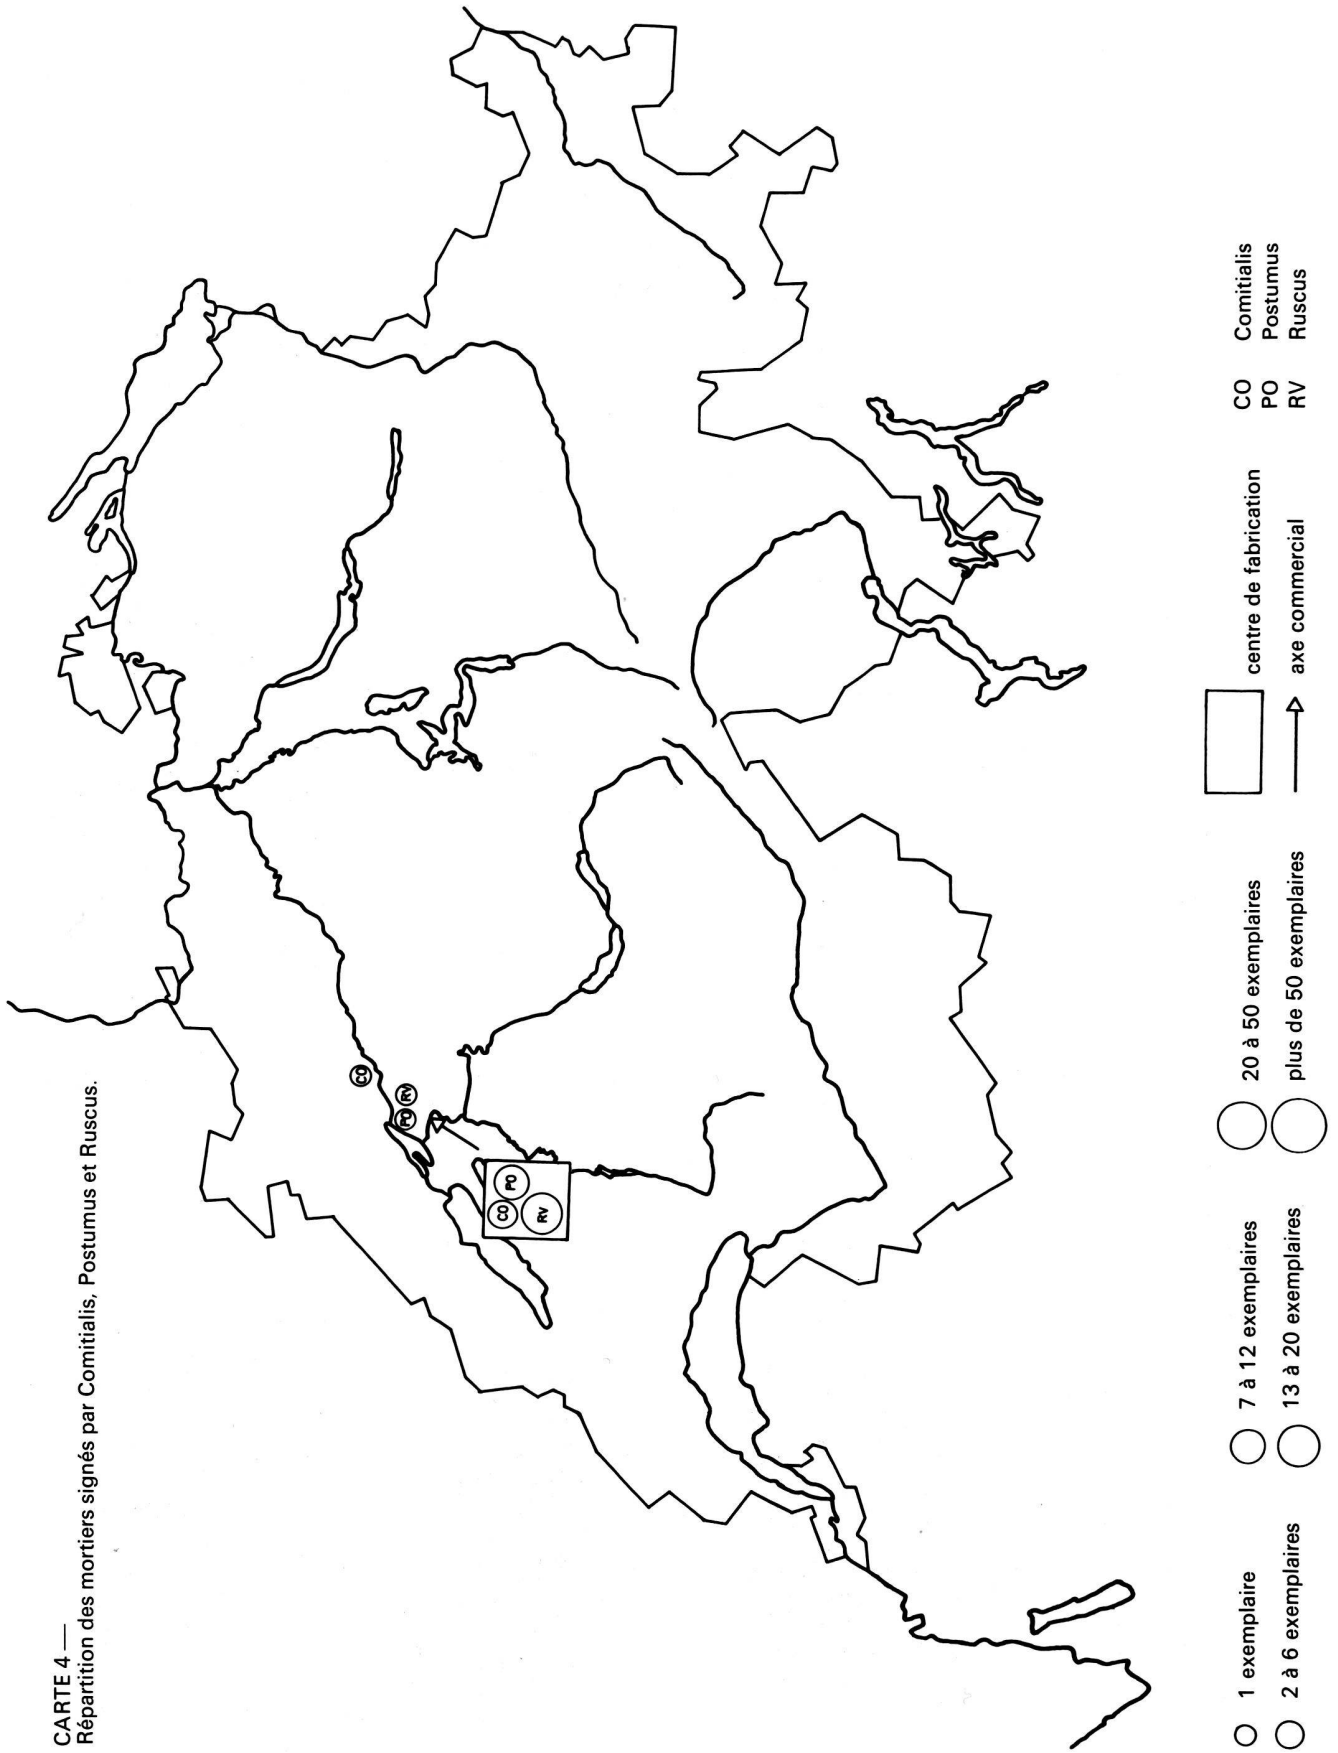 CARTE 4 —
Répartition des mortiers signés par Comitialis, Postumus et Ruscus.
CO
PO RV
CO PO
RV
1 exemplaire
2 à 6 exemplaires
7 à 12 exemplaires
13 à 20 exemplaires
20 à 50 exemplaires
plus de 50 exemplaires
centre de fabrication
axe commercial
CO Comitialis
PO Postumus
RV Ruscus